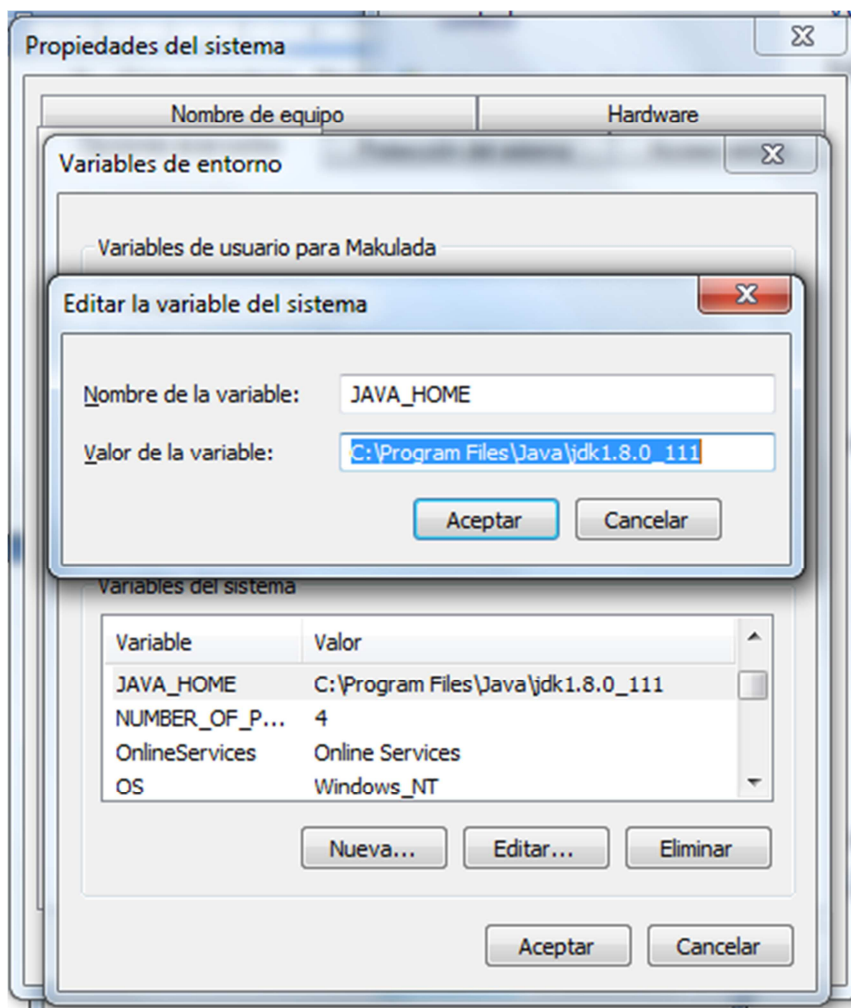 Propiedades del sistema
Nombre de equipo Hardware
Variables de entorno
Protección del sistema
Variables de usuario para Makulada
Editar la variable del sistema
Nombre de la variable: JAVA_HOME
Valor de la variable: C:\Program Files\Java\jdk1.8.0_111
Aceptar Cancelar
Variables del sistema
Variable Valor
JAVA_HOME C:\Program Files\Java\jdk1.8.0_111
NUMBER_OF_P... 4
OnlineServices Online Services
OS Windows_NT
Nueva... Editar... Eliminar
Aceptar Cancelar